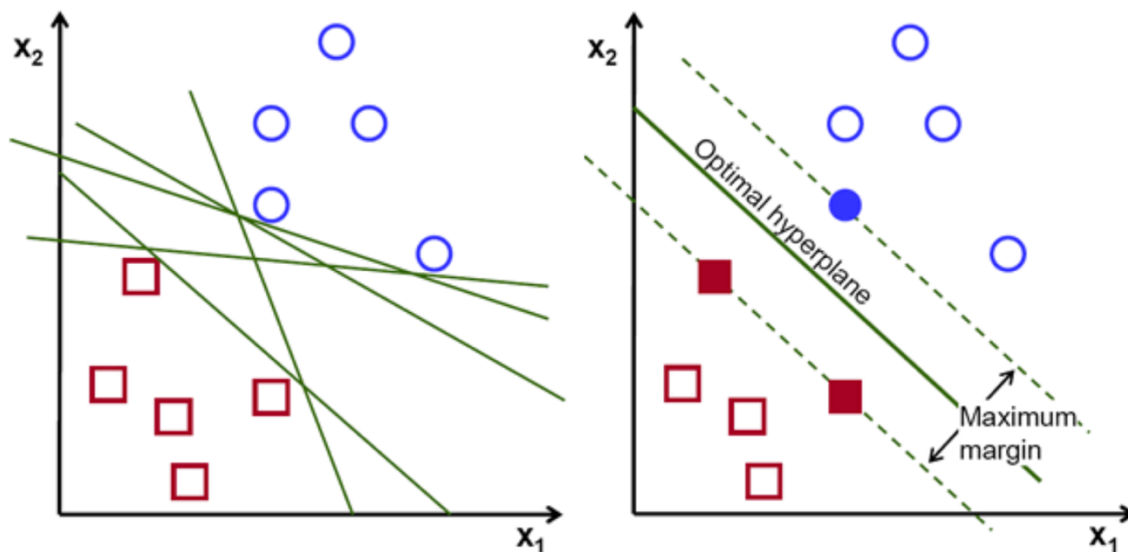 x₂
x₁
x₂
Optimal hyperplane
Maximum
margin
x₁